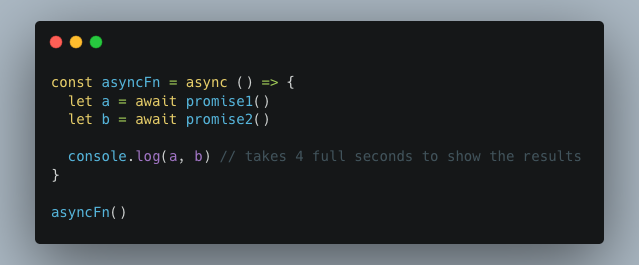 const asyncFn = async () => {
  let a = await promise1()
  let b = await promise2()

  console.log(a, b) // takes 4 full seconds to show the results
}

asyncFn()